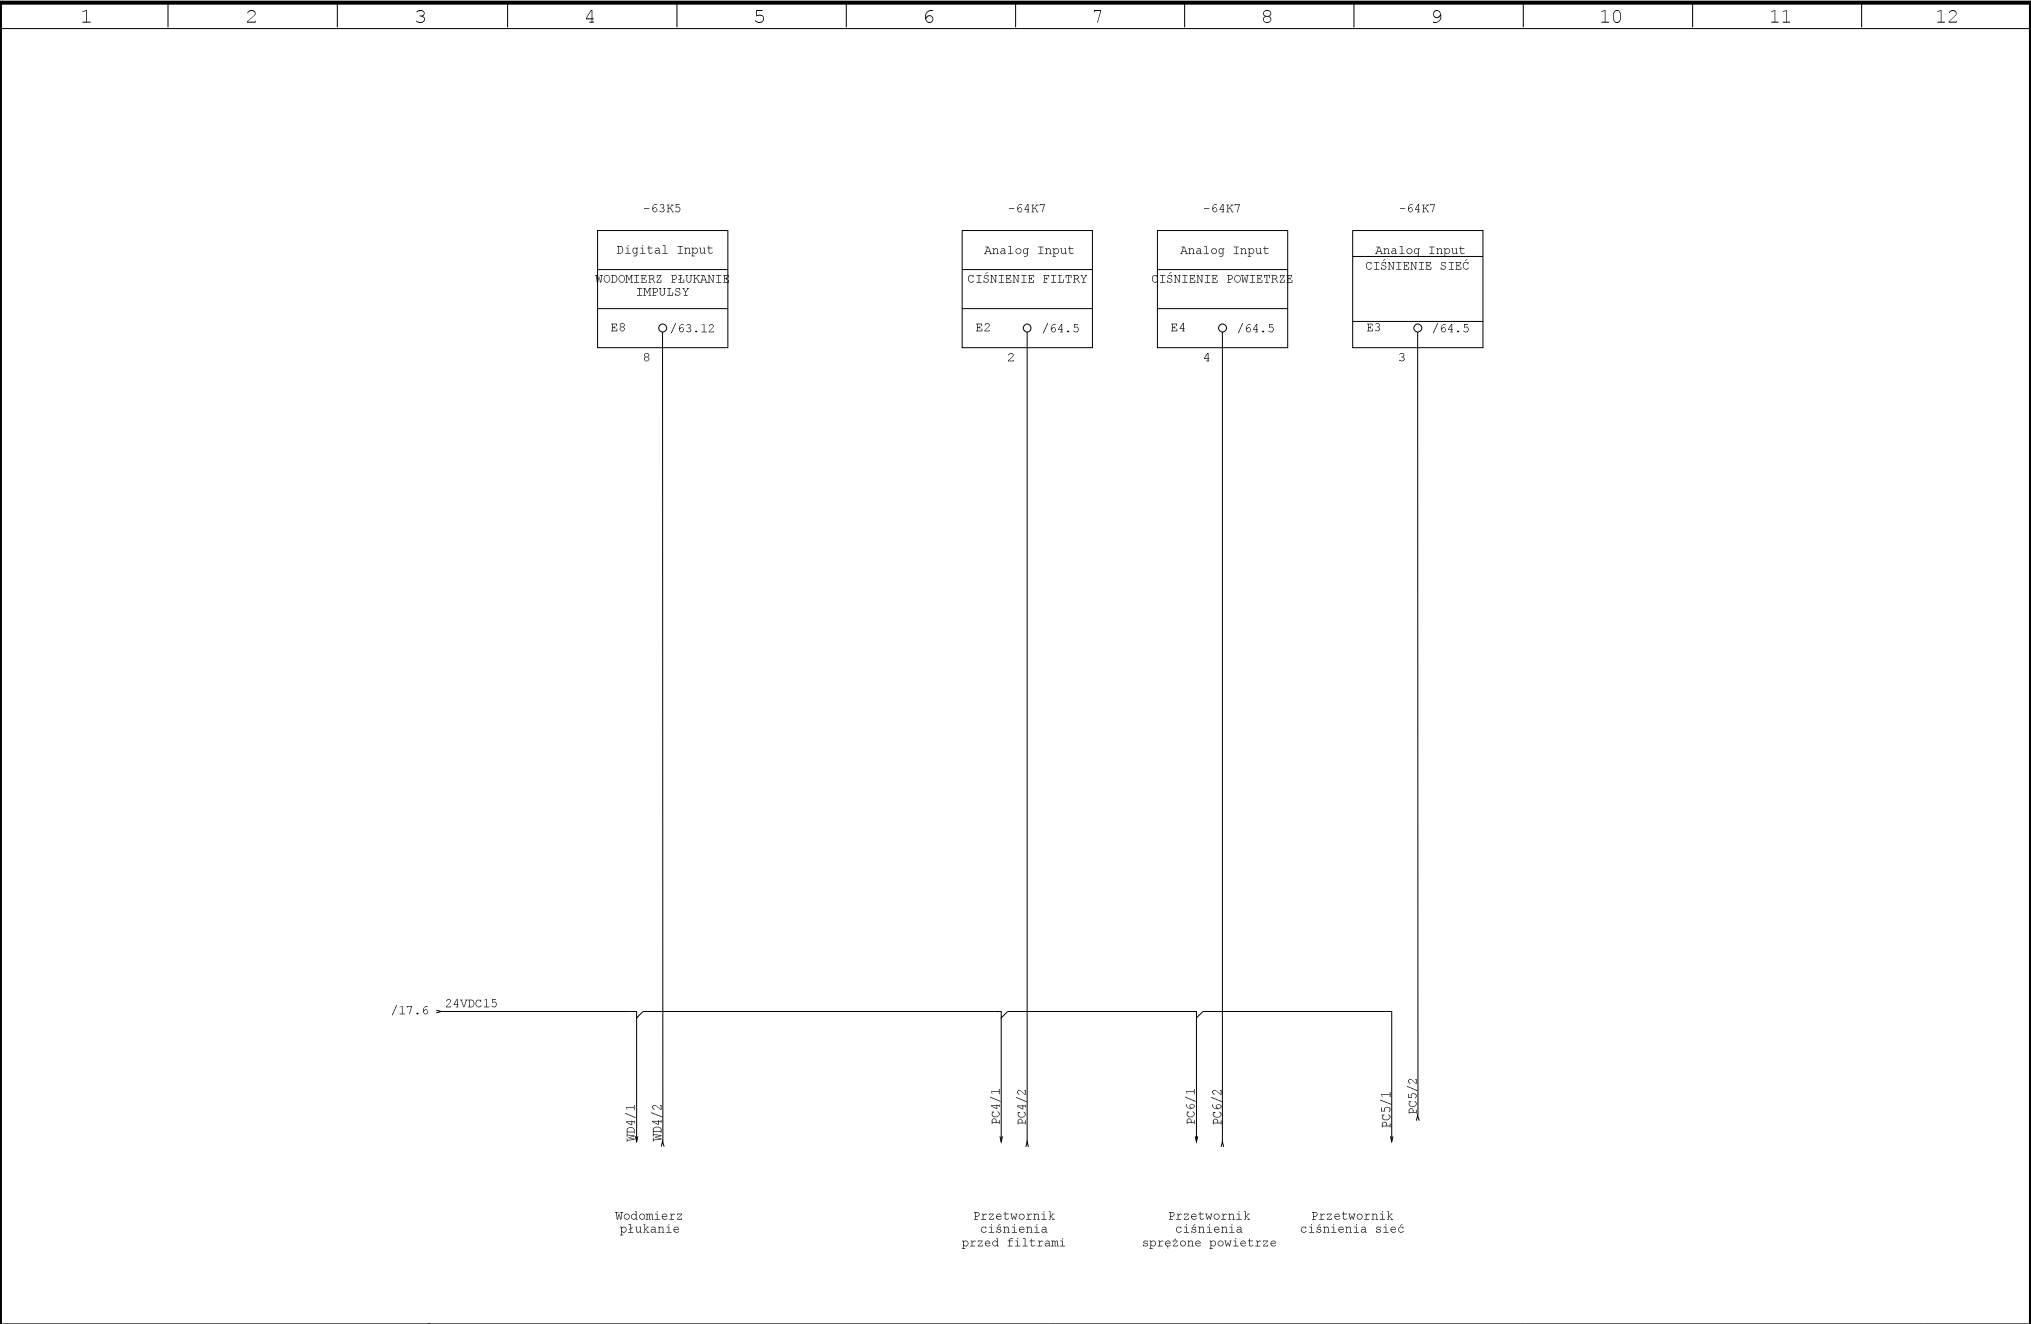 1 2 3 4 5 6 7 8 9 10 11 12
-63K5 -64K7 -64K7 -64K7
Digital Input
WODOMIERZ PŁUKANIE
IMPULSY
E8 /63.12
8
Analog Input
CIŚNIENIE FILTRY
E2 /64.5
2
Analog Input
CIŚNIENIE POWIETRZE
E4 /64.5
4
Analog Input
CIŚNIENIE SIEĆ
E3 /64.5
3
/17.6 24VDC15
WD4/1
WD4/2
PC4/1
PC4/2
PC6/1
PC6/2
PC5/1
PC5/2
Wodomierz
płukanie
Przetwornik
ciśnienia
przed filtrami
Przetwornik
ciśnienia
sprężone powietrze
Przetwornik
ciśnienia sieć